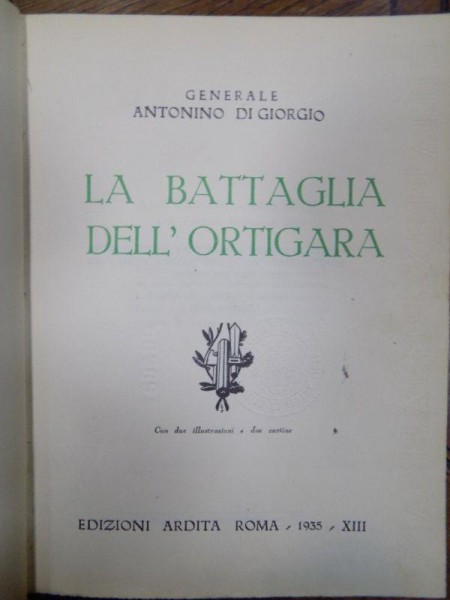 GENERALE
ANTONINO DI GIORGIO
LA BATTAGLIA
DELL' ORTIGARA
Con due illustrazioni e due cartine
EDIZIONI ARDITA ROMA / 1935 / XIII